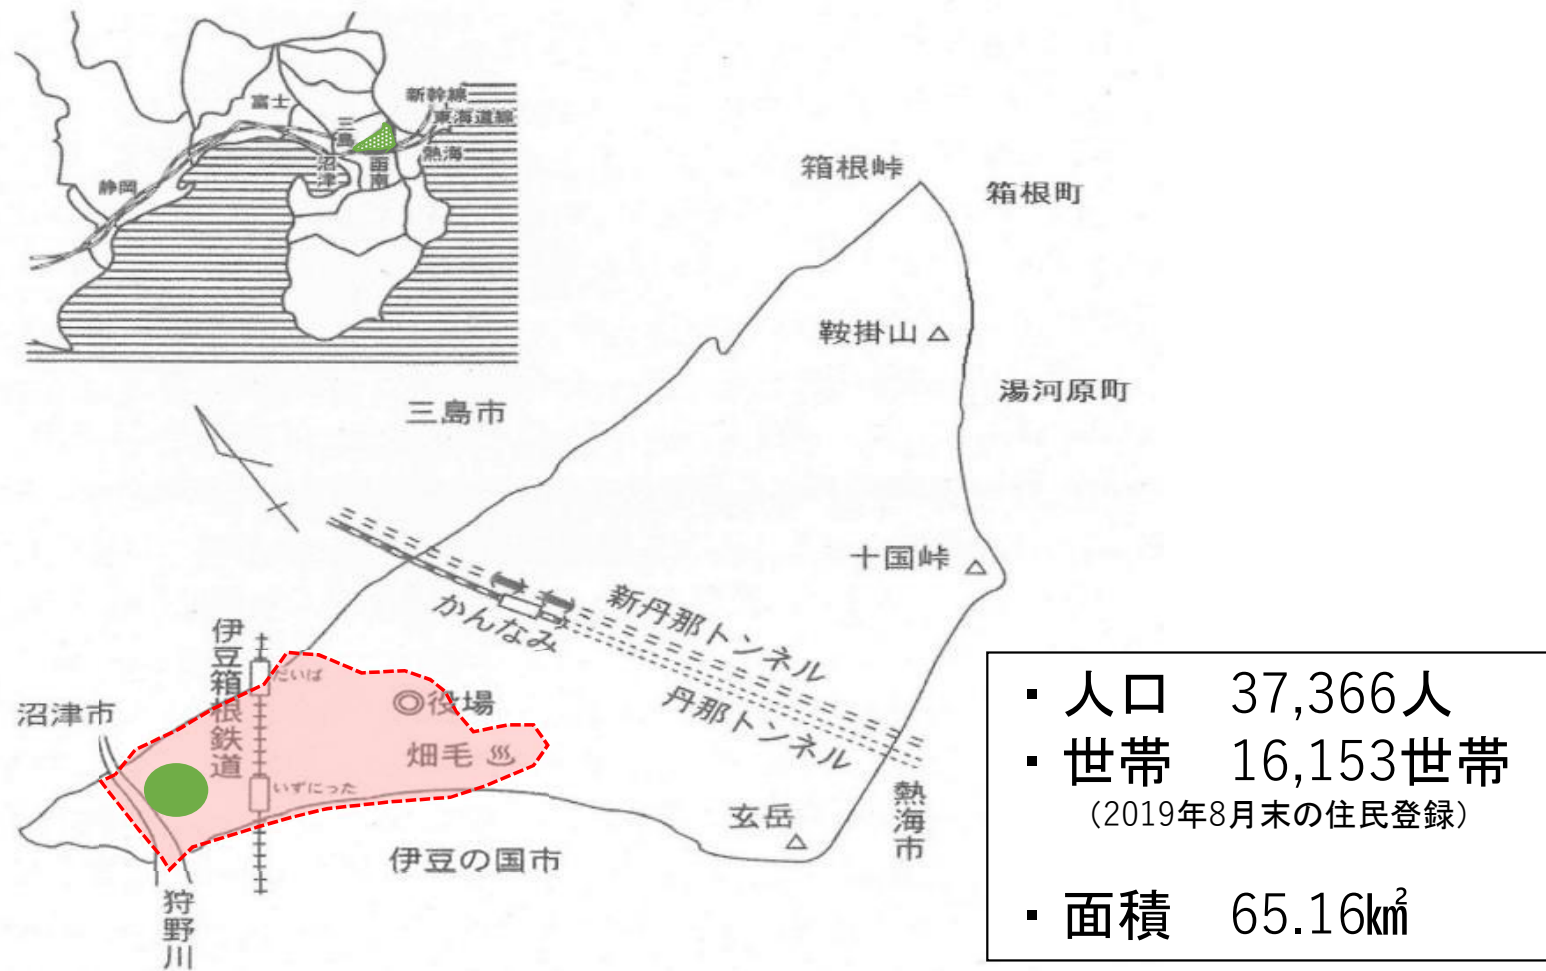 新幹線
富士
東海道線
三島
熱海
沼津
函南
静岡
箱根峠
箱根町
鞍掛山
湯河原町
三島市
十国峠
かんなみ
新丹那トンネル
丹那トンネル
伊豆箱根鉄道
だいば
沼津市
役場
畑毛
いずにった
玄岳
熱海市
伊豆の国市
狩野川
・人口 37,366人
・世帯 16,153世帯
(2019年8月末の住民登録)
・面積 65.16㎢